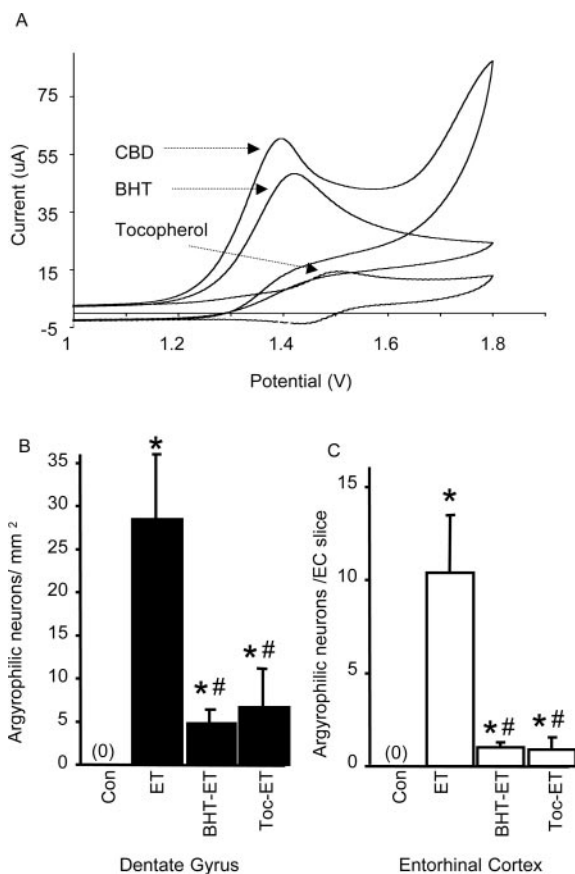 A
Current (uA)
75
55
35
15
-5
CBD
BHT
Tocopherol
1 1.2 1.4 1.6 1.8
Potential (V)
B
Argyrophilic neurons/ mm 2
35
30
25
20
15
10
5
0
*
* #
* #
(0)
Con
ET
BHT-ET
Toc-ET
Dentate Gyrus
C
Argyrophilic neurons /EC slice
15
10
5
0
*
* #
* #
(0)
Con
ET
BHT-ET
Toc-ET
Entorhinal Cortex